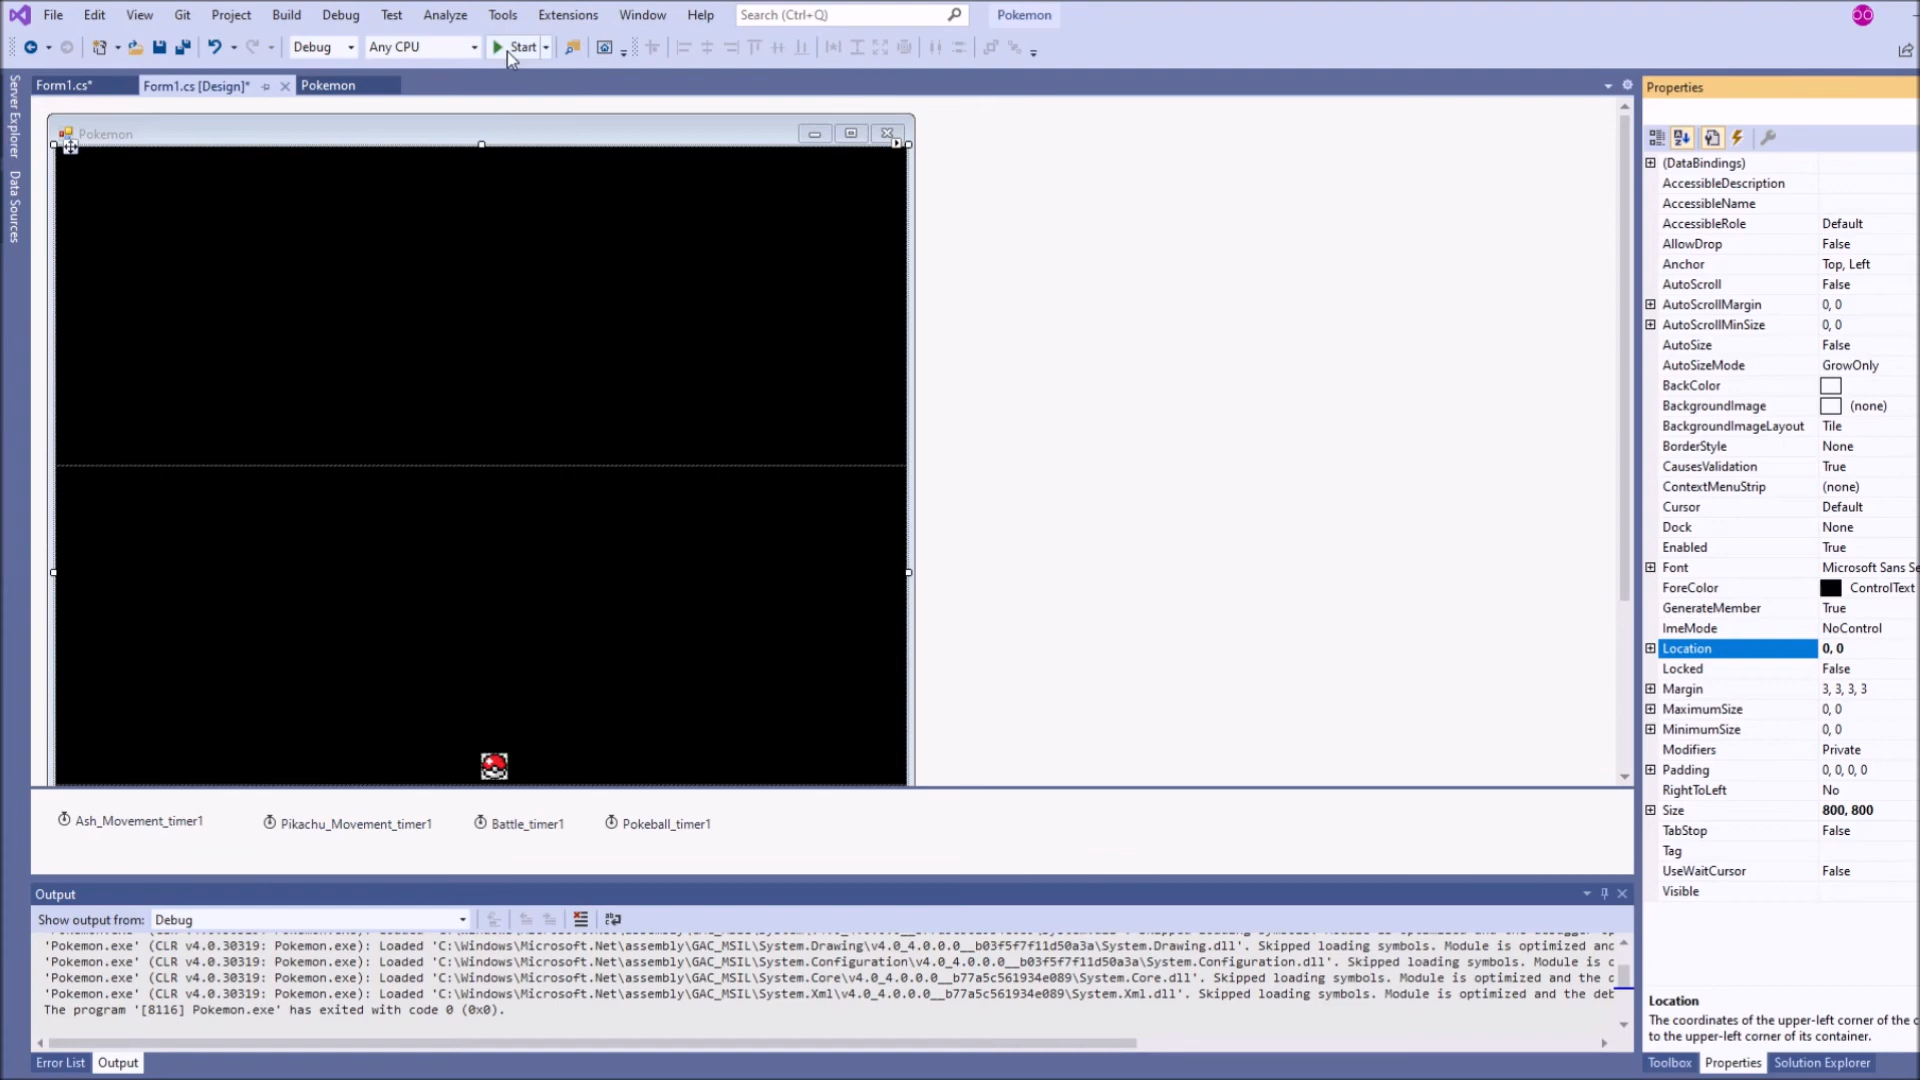 File Edit View Git Project Build Debug Test Analyze Tools Extensions Window Help Search (Ctrl+Q) Pokemon
Debug Any CPU Start
Form1.cs* Form1.cs [Design]* Pokemon
Server Explorer
Data Sources
Pokemon
Ash_Movement_timer1 Pikachu_Movement_timer1 Battle_timer1 Pokeball_timer1
Output
Show output from: Debug
'Pokemon.exe' (CLR v4.0.30319: Pokemon.exe): Loaded 'C:\Windows\Microsoft.Net\assembly\GAC_MSIL\System.Drawing\v4.0_4.0.0.0__b03f5f7f11d50a3a\System.Drawing.dll'. Skipped loading symbols. Module is optimized anc
'Pokemon.exe' (CLR v4.0.30319: Pokemon.exe): Loaded 'C:\Windows\Microsoft.Net\assembly\GAC_MSIL\System.Configuration\v4.0_4.0.0.0__b03f5f7f11d50a3a\System.Configuration.dll'. Skipped loading symbols. Module is c
'Pokemon.exe' (CLR v4.0.30319: Pokemon.exe): Loaded 'C:\Windows\Microsoft.Net\assembly\GAC_MSIL\System.Core\v4.0_4.0.0.0__b77a5c561934e089\System.Core.dll'. Skipped loading symbols. Module is optimized and the c
'Pokemon.exe' (CLR v4.0.30319: Pokemon.exe): Loaded 'C:\Windows\Microsoft.Net\assembly\GAC_MSIL\System.Xml\v4.0_4.0.0.0__b77a5c561934e089\System.Xml.dll'. Skipped loading symbols. Module is optimized and the deb
The program '[8116] Pokemon.exe' has exited with code 0 (0x0).
Error List Output
Properties
(DataBindings)
AccessibleDescription
AccessibleName
AccessibleRole Default
AllowDrop False
Anchor Top, Left
AutoScroll False
AutoScrollMargin 0, 0
AutoScrollMinSize 0, 0
AutoSize False
AutoSizeMode GrowOnly
BackColor
BackgroundImage (none)
BackgroundImageLayout Tile
BorderStyle None
CausesValidation True
ContextMenuStrip (none)
Cursor Default
Dock None
Enabled True
Font Microsoft Sans Se
ForeColor ControlText
GenerateMember True
ImeMode NoControl
Location 0, 0
Locked False
Margin 3, 3, 3, 3
MaximumSize 0, 0
MinimumSize 0, 0
Modifiers Private
Padding 0, 0, 0, 0
RightToLeft No
Size 800, 800
TabStop False
Tag
UseWaitCursor False
Visible
Location
The coordinates of the upper-left corner of the c
to the upper-left corner of its container.
Toolbox Properties Solution Explorer